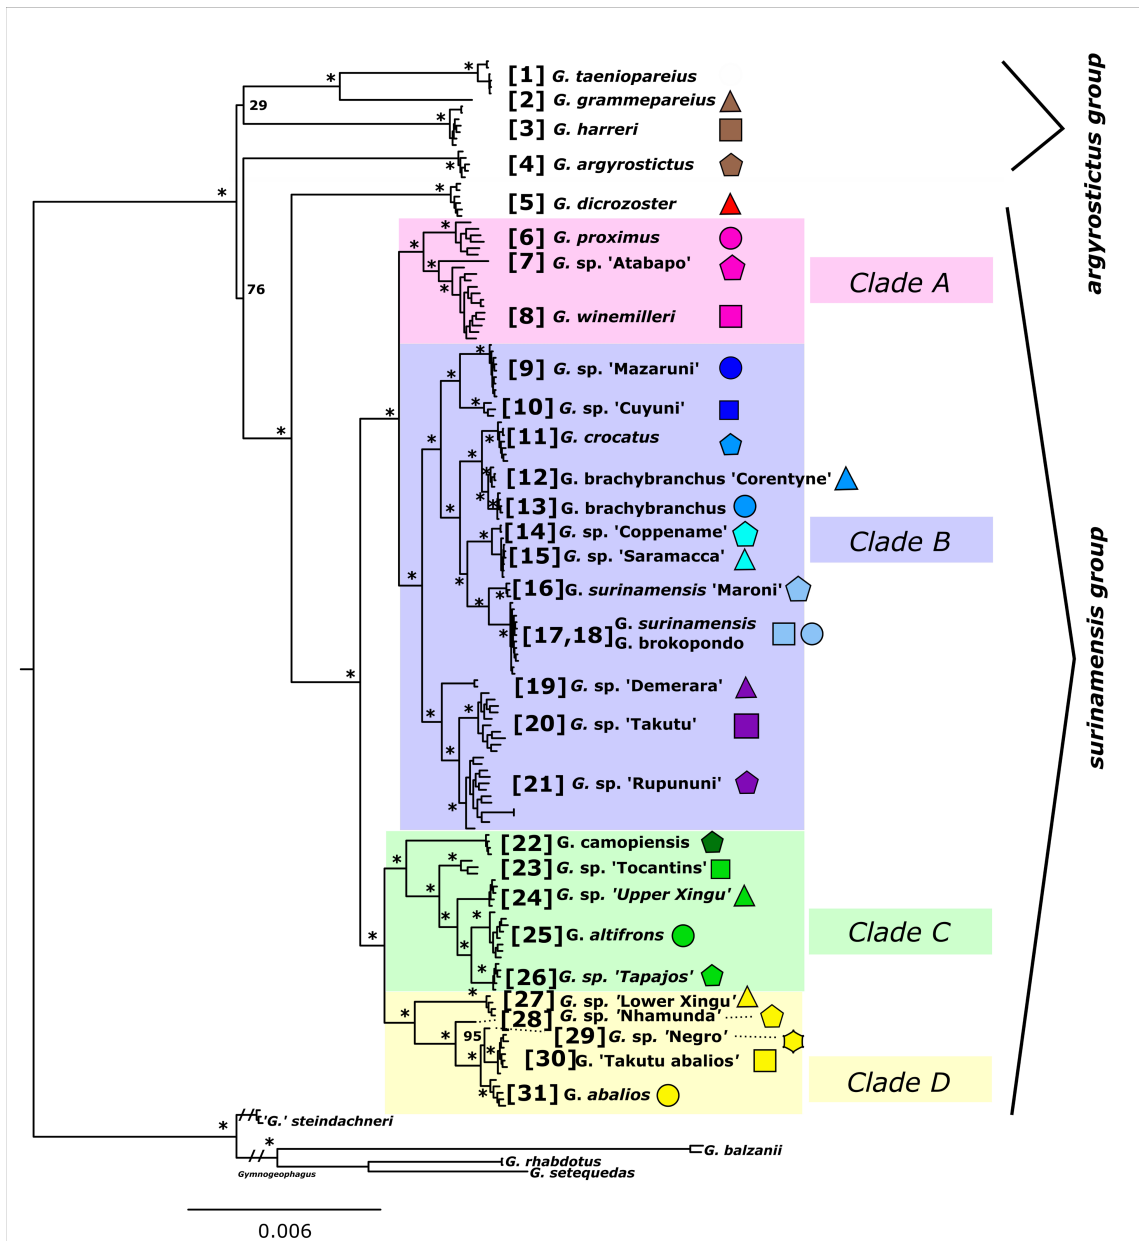 [1] G. taeniopareius
[2] G. grammepareius
29
[3] G. harreri
[4] G. argyrostictus
argyrostictus group
[5] G. dicrozoster
[6] G. proximus
[7] G. sp. 'Atabapo'
Clade A
76
[8] G. winemilleri
[9] G. sp. 'Mazaruni'
[10] G. sp. 'Cuyuni'
[11] G. crocatus
[12] G. brachybranchus 'Corentyne'
[13] G. brachybranchus
[14] G. sp. 'Coppename'
Clade B
[15] G. sp. 'Saramacca'
[16] G. surinamensis 'Maroni'
[17,18] G. surinamensis
G. brokopondo
surinamensis group
[19] G. sp. 'Demerara'
[20] G. sp. 'Takutu'
[21] G. sp. 'Rupununi'
[22] G. camopiensis
[23] G. sp. 'Tocantins'
[24] G. sp. 'Upper Xingu'
[25] G. altifrons
Clade C
[26] G. sp. 'Tapajos'
[27] G. sp. 'Lower Xingu'
[28] G. sp. 'Nhamunda'
95 [29] G. sp. 'Negro'
[30] G. 'Takutu abalios'
Clade D
[31] G. abalios
'G.' steindachneri
G. balzanii
G. rhabdotus
Gymnogeophagus
G. setequedas
0.006